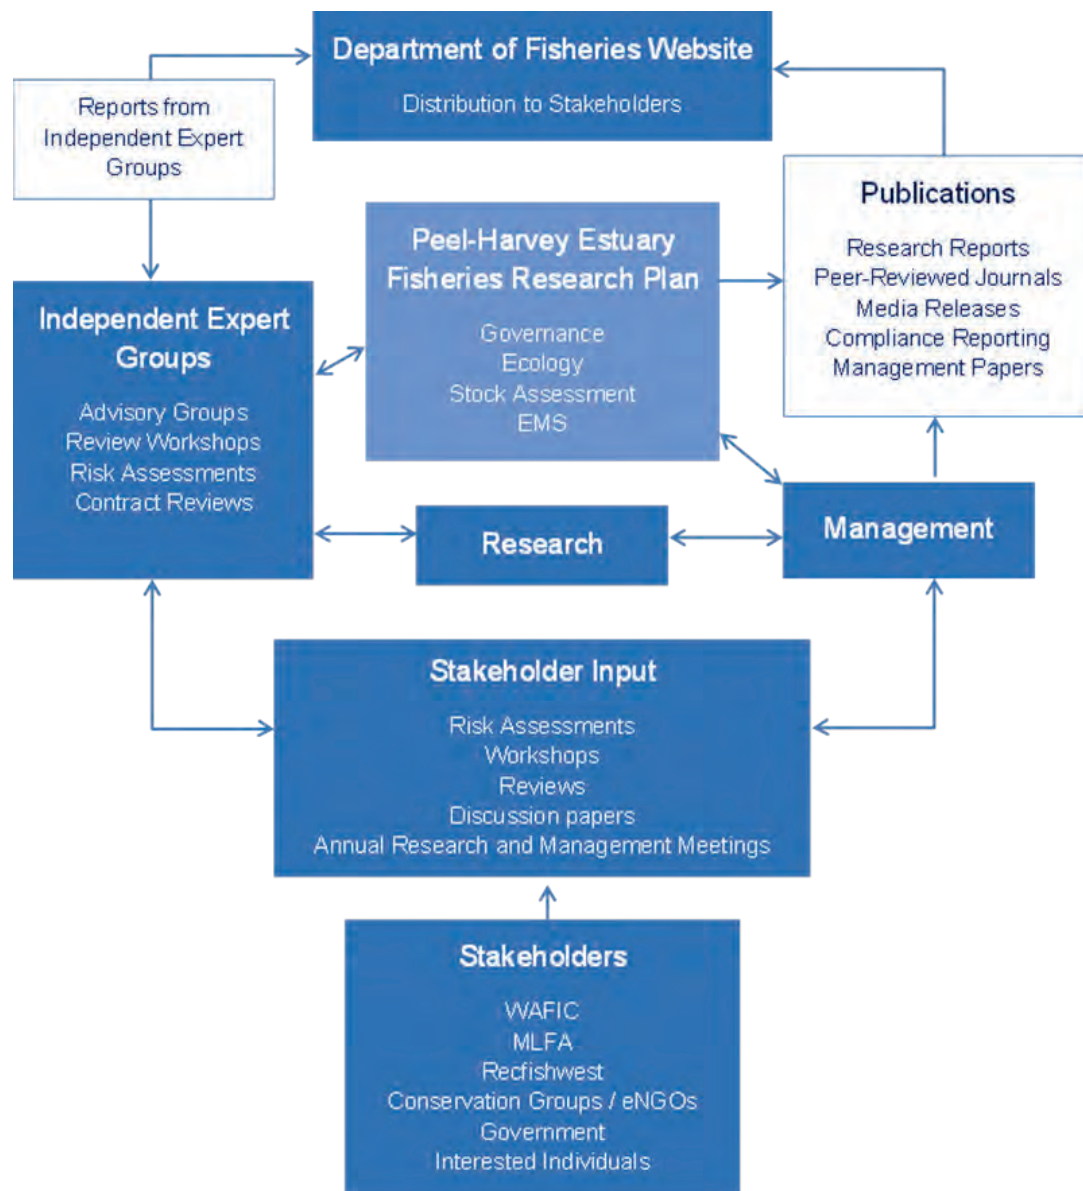 Department of Fisheries Website
Distribution to Stakeholders
Reports from
Independent Expert
Groups
Publications
Research Reports
Peer-Reviewed Journals
Media Releases
Compliance Reporting
Management Papers
Peel-Harvey Estuary
Fisheries Research Plan
Governance
Ecology
Stock Assessment
EMS
Independent Expert
Groups
Advisory Groups
Review Workshops
Risk Assessments
Contract Reviews
Research
Management
Stakeholder Input
Risk Assessments
Workshops
Reviews
Discussion papers
Annual Research and Management Meetings
Stakeholders
WAFIC
MLFA
Recfishwest
Conservation Groups / eNGOs
Government
Interested Individuals